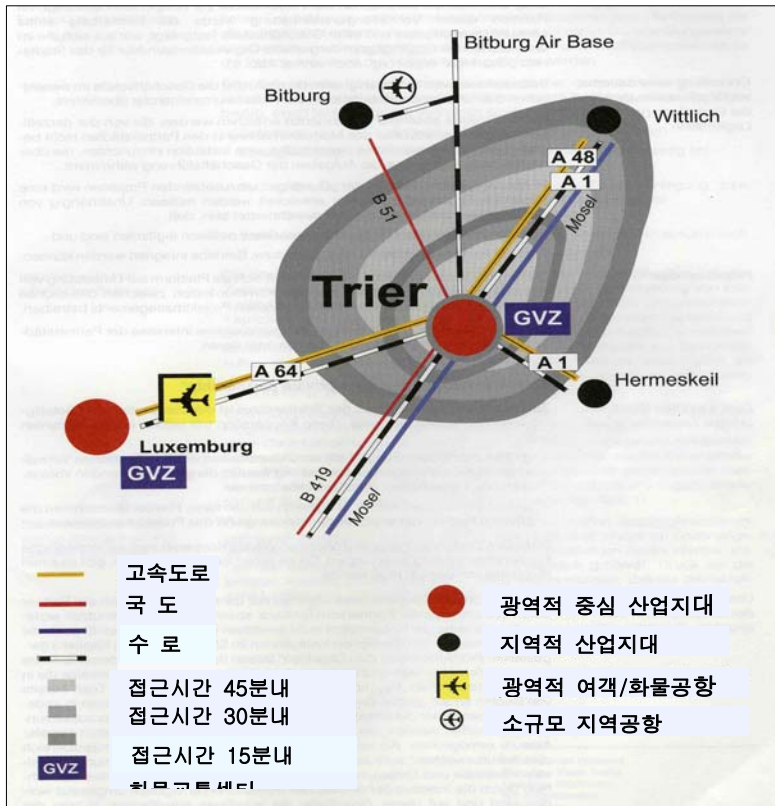 Bitburg Air Base
Bitburg
Wittlich
A 48
A 1
B 51
Mosel
Trier
GVZ
A 64
A 1
Hermeskeil
Luxemburg
GVZ
B 419
Mosel
고속도로
국 도
수 로
접근시간 45분내
접근시간 30분내
접근시간 15분내
GVZ
광역적 중심 산업지대
지역적 산업지대
광역적 여객/화물공항
소규모 지역공항